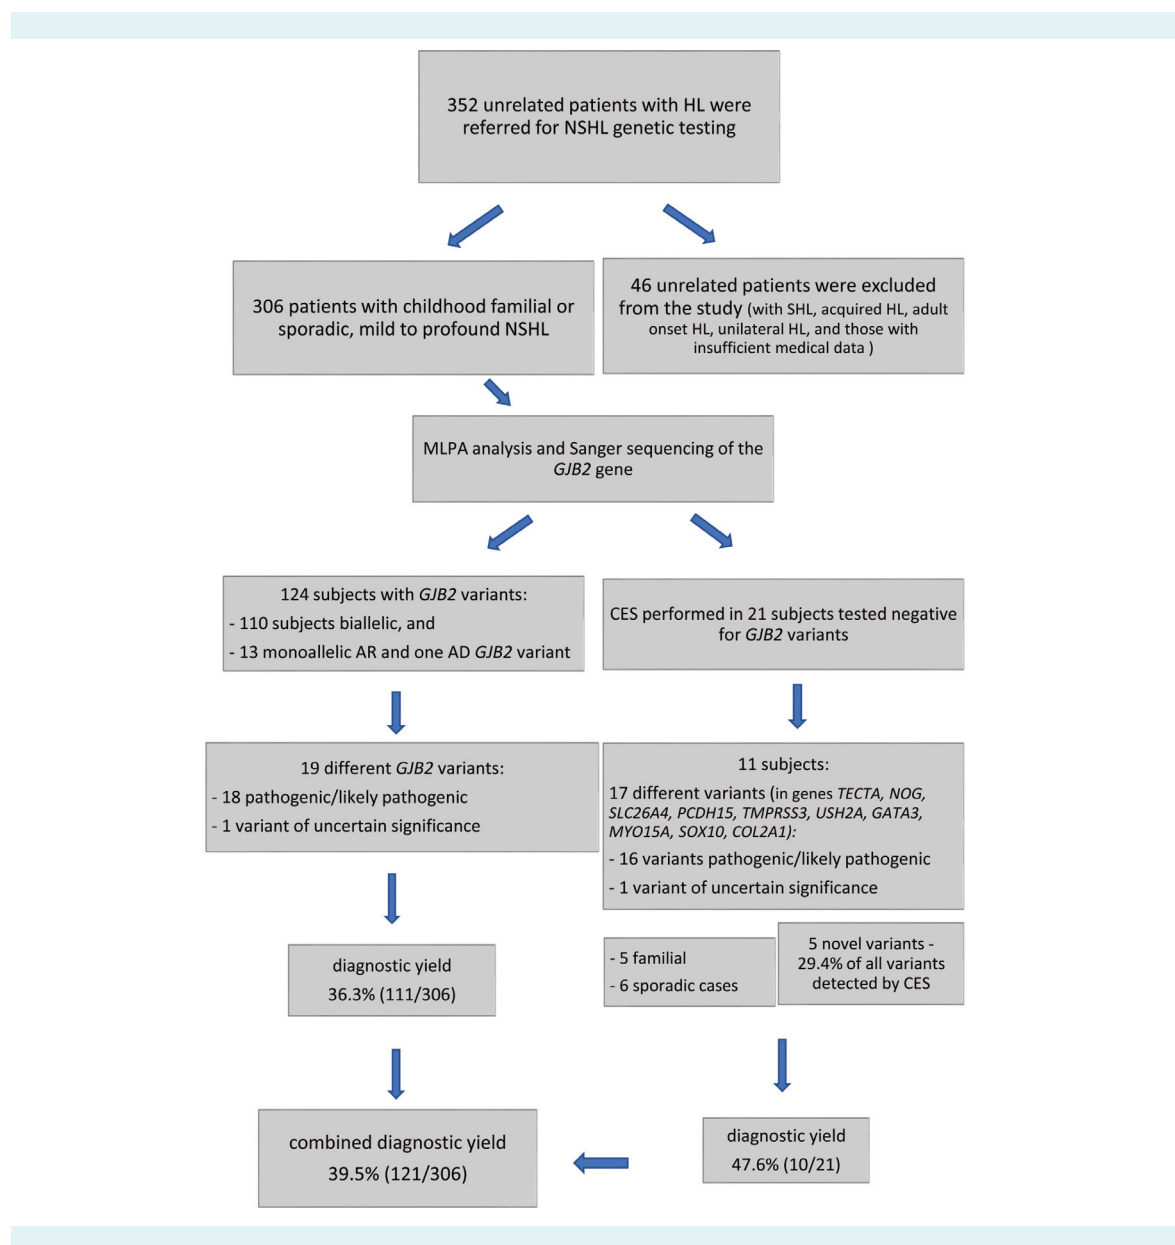 352 unrelated patients with HL were
referred for NSHL genetic testing
306 patients with childhood familial or
sporadic, mild to profound NSHL
46 unrelated patients were excluded
from the study (with SHL, acquired HL, adult
onset HL, unilateral HL, and those with
insufficient medical data )
MLPA analysis and Sanger sequencing of the
GJB2 gene
124 subjects with GJB2 variants:
- 110 subjects biallelic, and
- 13 monoallelic AR and one AD GJB2 variant
CES performed in 21 subjects tested negative
for GJB2 variants
19 different GJB2 variants:
- 18 pathogenic/likely pathogenic
- 1 variant of uncertain significance
11 subjects:
17 different variants (in genes TECTA, NOG,
SLC26A4, PCDH15, TMPRSS3, USH2A, GATA3,
MYO15A, SOX10, COL2A1):
- 16 variants pathogenic/likely pathogenic
- 1 variant of uncertain significance
diagnostic yield
36.3% (111/306)
- 5 familial
- 6 sporadic cases
5 novel variants -
29.4% of all variants
detected by CES
combined diagnostic yield
39.5% (121/306)
diagnostic yield
47.6% (10/21)